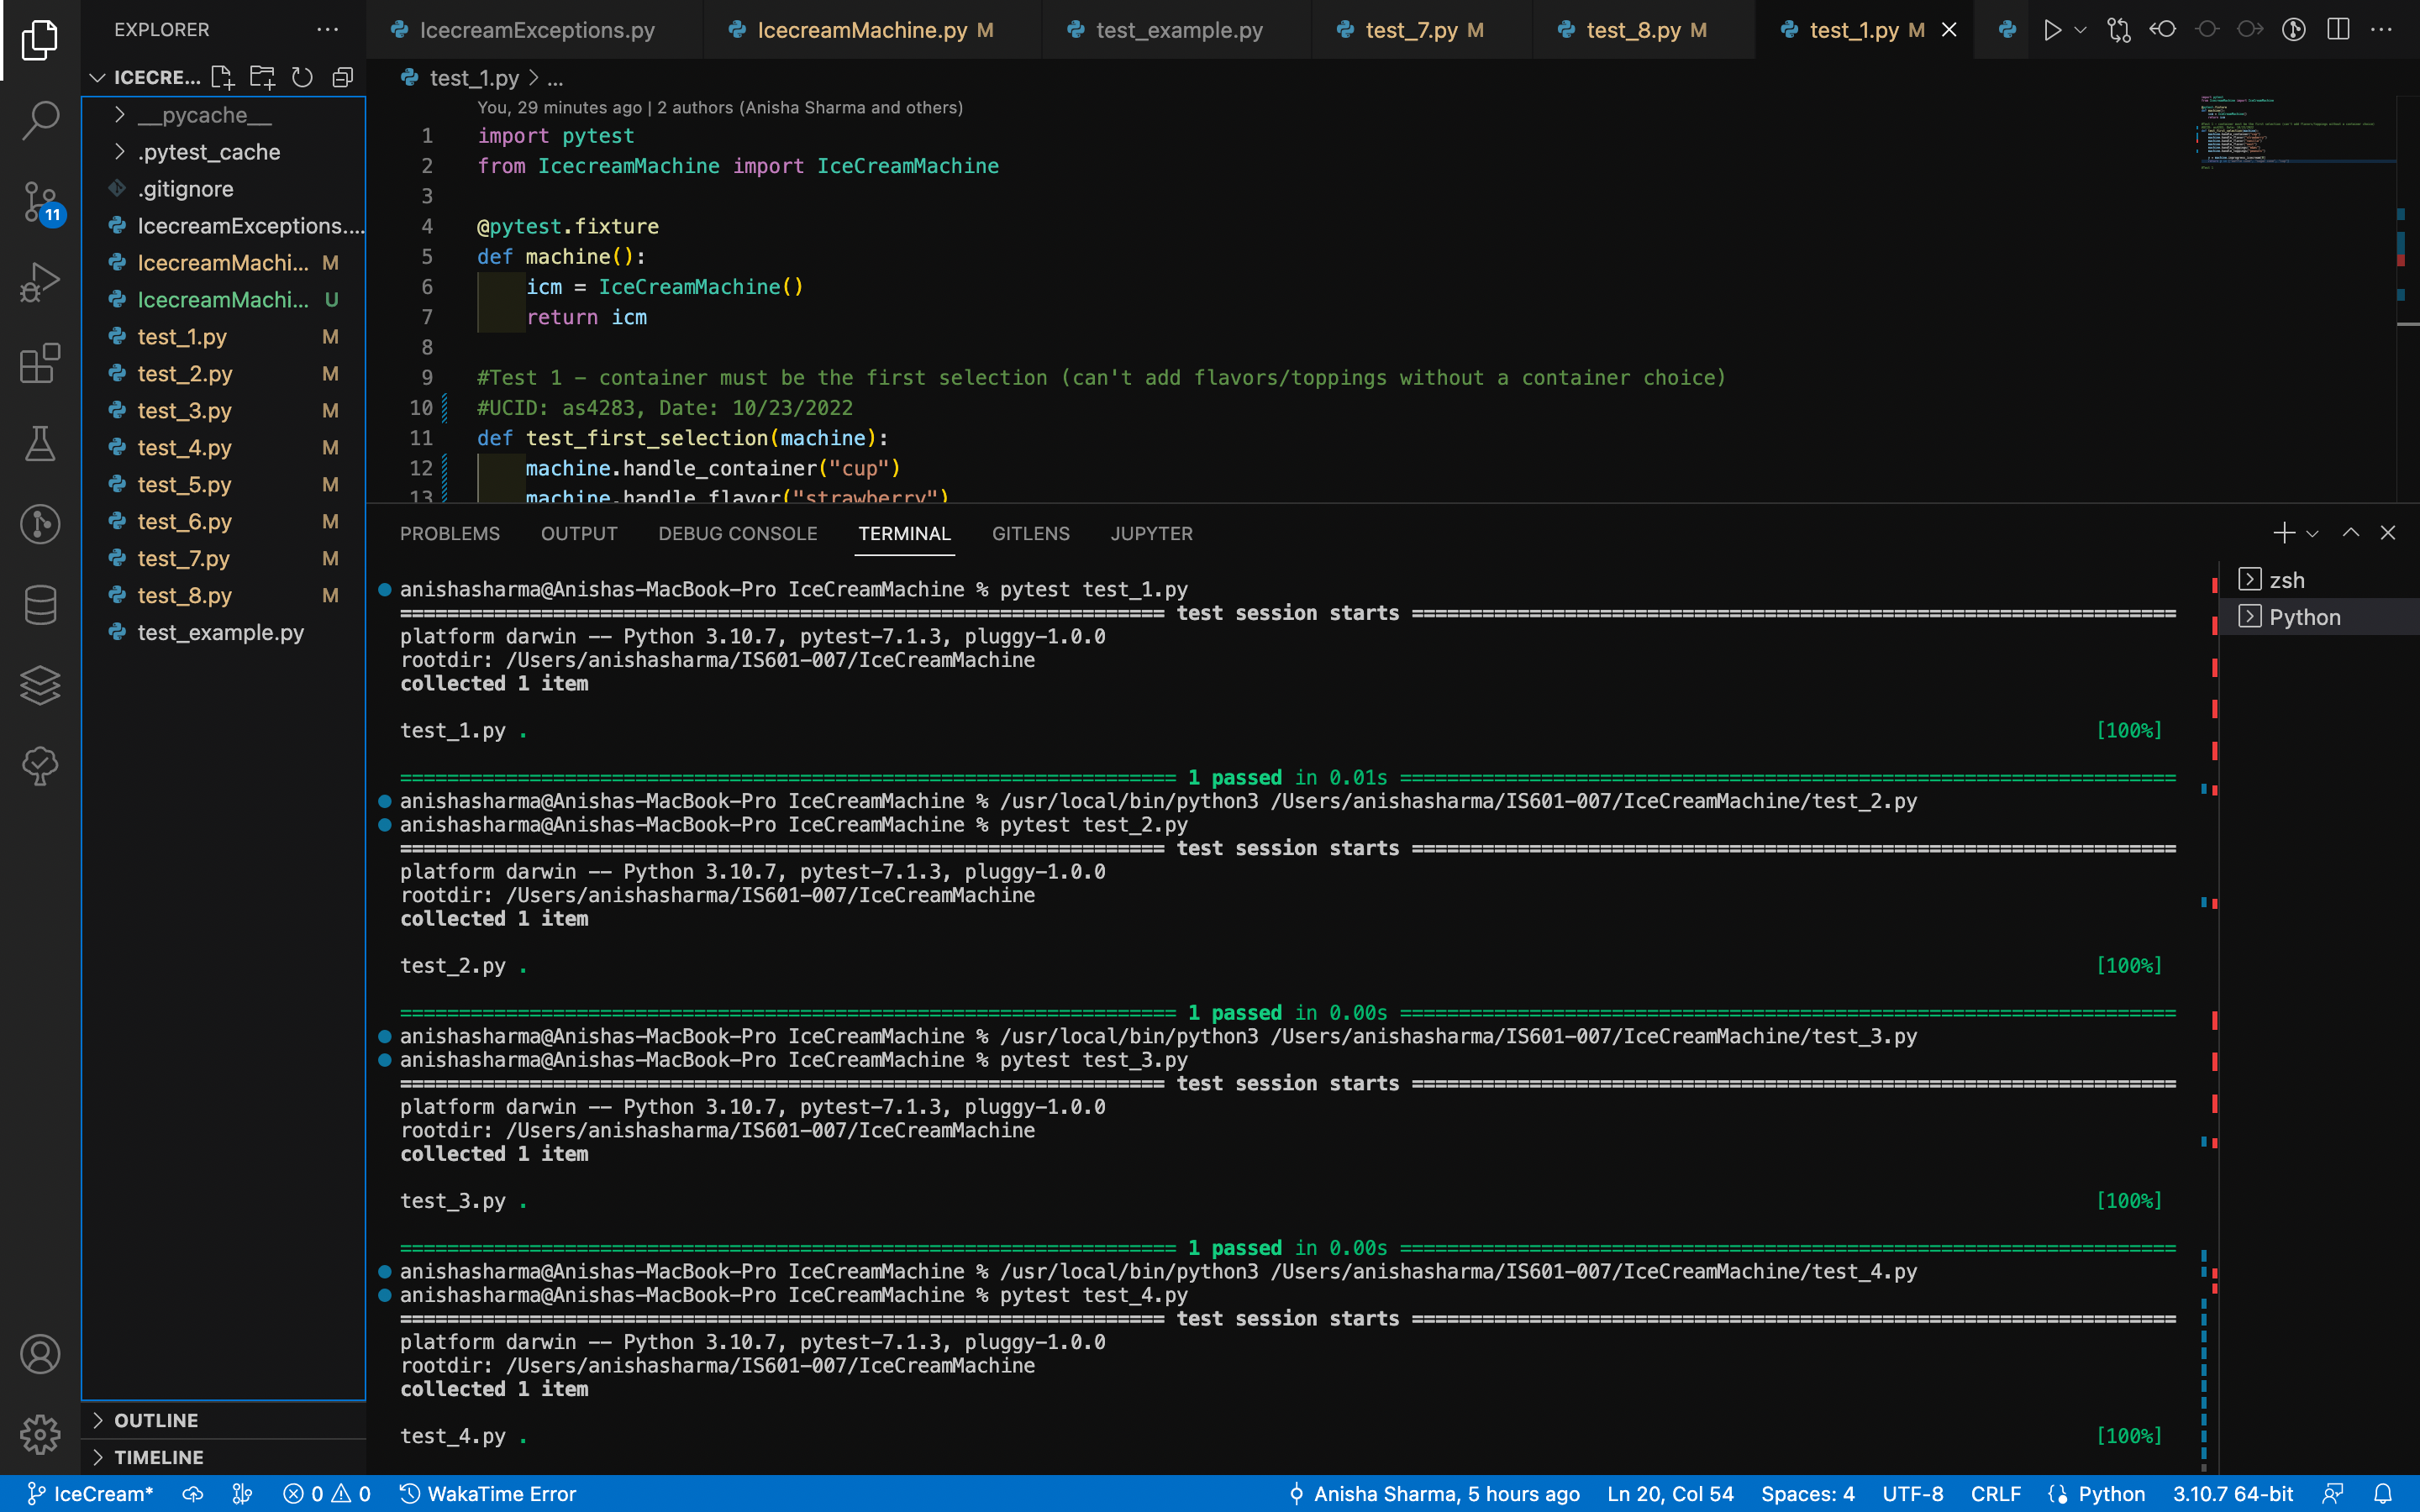 EXPLORER
ICECRE...
__pycache__
.pytest_cache
.gitignore
IcecreamExceptions....
IcecreamMachi... M
IcecreamMachi... U
test_1.py M
test_2.py M
test_3.py M
test_4.py M
test_5.py M
test_6.py M
test_7.py M
test_8.py M
test_example.py
OUTLINE
TIMELINE
11
IcecreamExceptions.py
IcecreamMachine.py M
test_example.py
test_7.py M
test_8.py M
test_1.py M
test_1.py > ...
You, 29 minutes ago | 2 authors (Anisha Sharma and others)
1 import pytest
2 from IcecreamMachine import IceCreamMachine
3
4 @pytest.fixture
5 def machine():
6 icm = IceCreamMachine()
7 return icm
8
9 #Test 1 - container must be the first selection (can't add flavors/toppings without a container choice)
10 #UCID: as4283, Date: 10/23/2022
11 def test_first_selection(machine):
12 machine.handle_container("cup")
13 machine.handle_flavor("strawberry")
PROBLEMS OUTPUT DEBUG CONSOLE TERMINAL GITLENS JUPYTER
zsh
Python
anishasharma@Anishas-MacBook-Pro IceCreamMachine % pytest test_1.py
test session starts
platform darwin -- Python 3.10.7, pytest-7.1.3, pluggy-1.0.0
rootdir: /Users/anishasharma/IS601-007/IceCreamMachine
collected 1 item
test_1.py . [100%]
1 passed in 0.01s
anishasharma@Anishas-MacBook-Pro IceCreamMachine % /usr/local/bin/python3 /Users/anishasharma/IS601-007/IceCreamMachine/test_2.py
anishasharma@Anishas-MacBook-Pro IceCreamMachine % pytest test_2.py
test session starts
platform darwin -- Python 3.10.7, pytest-7.1.3, pluggy-1.0.0
rootdir: /Users/anishasharma/IS601-007/IceCreamMachine
collected 1 item
test_2.py . [100%]
1 passed in 0.00s
anishasharma@Anishas-MacBook-Pro IceCreamMachine % /usr/local/bin/python3 /Users/anishasharma/IS601-007/IceCreamMachine/test_3.py
anishasharma@Anishas-MacBook-Pro IceCreamMachine % pytest test_3.py
test session starts
platform darwin -- Python 3.10.7, pytest-7.1.3, pluggy-1.0.0
rootdir: /Users/anishasharma/IS601-007/IceCreamMachine
collected 1 item
test_3.py . [100%]
1 passed in 0.00s
anishasharma@Anishas-MacBook-Pro IceCreamMachine % /usr/local/bin/python3 /Users/anishasharma/IS601-007/IceCreamMachine/test_4.py
anishasharma@Anishas-MacBook-Pro IceCreamMachine % pytest test_4.py
test session starts
platform darwin -- Python 3.10.7, pytest-7.1.3, pluggy-1.0.0
rootdir: /Users/anishasharma/IS601-007/IceCreamMachine
collected 1 item
test_4.py . [100%]
IceCream* 0 0 WakaTime Error Anisha Sharma, 5 hours ago Ln 20, Col 54 Spaces: 4 UTF-8 CRLF Python 3.10.7 64-bit